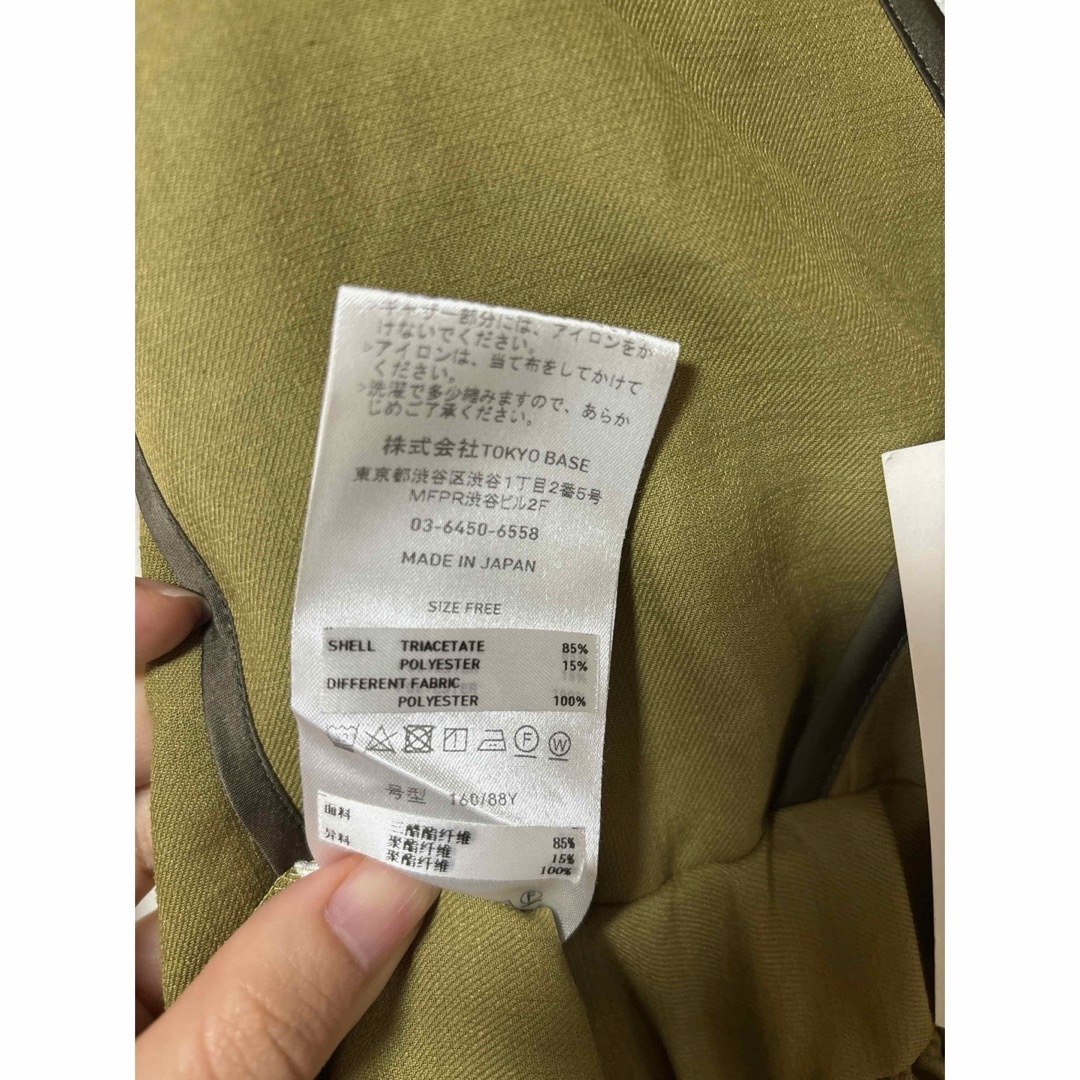 ギャザー部分には、アイロンをか
けないでください。
▹アイロンは、当て布をしてかけて
ください。
▹洗濯で多少縮みますので、あらか
じめご了承ください。
株式会社TOKYO BASE
東京都渋谷区渋谷1丁目2番5号
MFPR渋谷ビル2F
03-6450-6558
MADE IN JAPAN
SIZE FREE
SHELL TRIACETATE 85%
POLYESTER 15%
DIFFERENT FABRIC
POLYESTER 100%
F W
号型 160/88Y
面料 三醋酯纤维 85%
异料 聚酯纤维 15%
聚酯纤维 100%